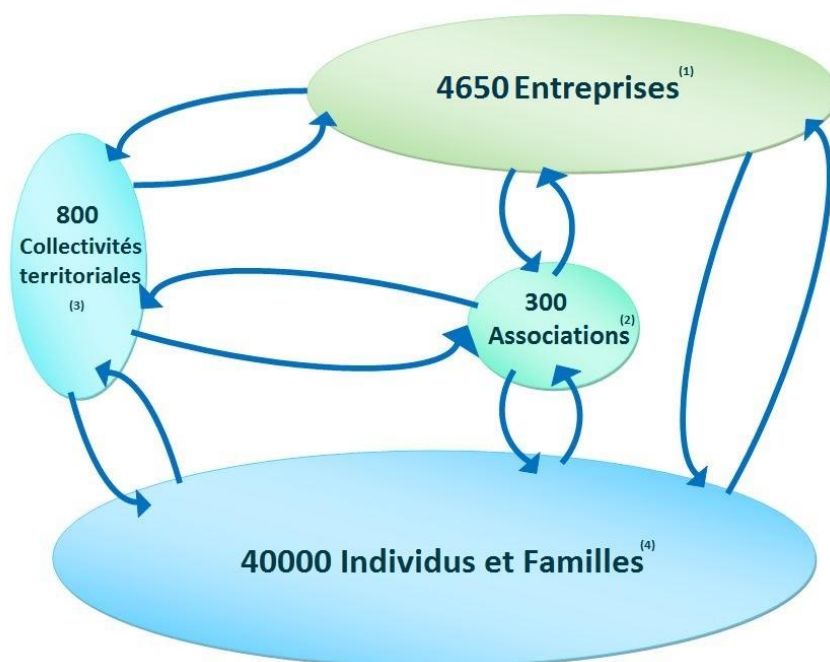 4650 Entreprises (1)
800
Collectivités
territoriales
(3)
300
Associations (2)
40000 Individus et Familles (4)